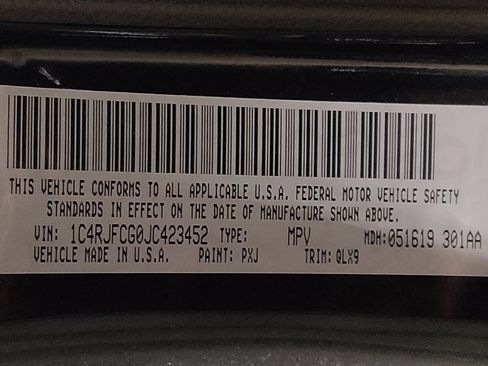 THIS VEHICLE CONFORMS TO ALL APPLICABLE U.S.A. FEDERAL MOTOR VEHICLE SAFETY
STANDARDS IN EFFECT ON THE DATE OF MANUFACTURE SHOWN ABOVE.
VIN: 1C4RJFCG0JC423452 TYPE: MPV MDH:051619 301AA
VEHICLE MADE IN U.S.A. PAINT: PXJ TRIM: QLX9